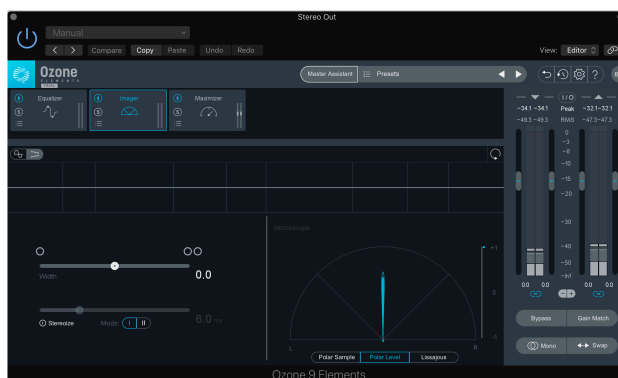 Stereo Out
Manual
Compare Copy Paste Undo Redo View: Editor
Ozone
ELEMENTS
Master Assistant Presets
Equalizer Imager Maximizer
S S S
I/O
-34.1 -34.1 Peak -32.1 -32.1
-49.3 -49.3 RMS -47.3 -47.3
0
-3
-6
-10
-15
-20
-30
-40
-50
-Inf
0.0 0.0 0.0 0.0
Vectorscope
Width 0.0
Stereoize Mode: I II 6.0 ms
+1
0
-1
L R
Polar Sample Polar Level Lissajous
Bypass Gain Match
Mono Swap
Ozone 9 Elements